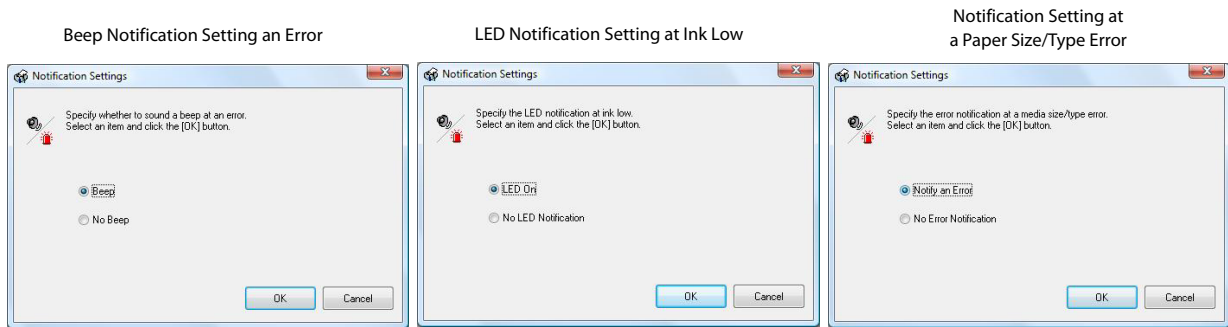 Beep Notification Setting an Error
Notification Settings
Specify whether to sound a beep at an error.
Select an item and click the [OK] button.
Beep
No Beep
OK
Cancel
LED Notification Setting at Ink Low
Notification Settings
Specify the LED notification at ink low.
Select an item and click the [OK] button.
LED On
No LED Notification
OK
Cancel
Notification Setting at
a Paper Size/Type Error
Notification Settings
Specify the error notification at a media size/type error.
Select an item and click the [OK] button.
Notify an Error
No Error Notification
OK
Cancel